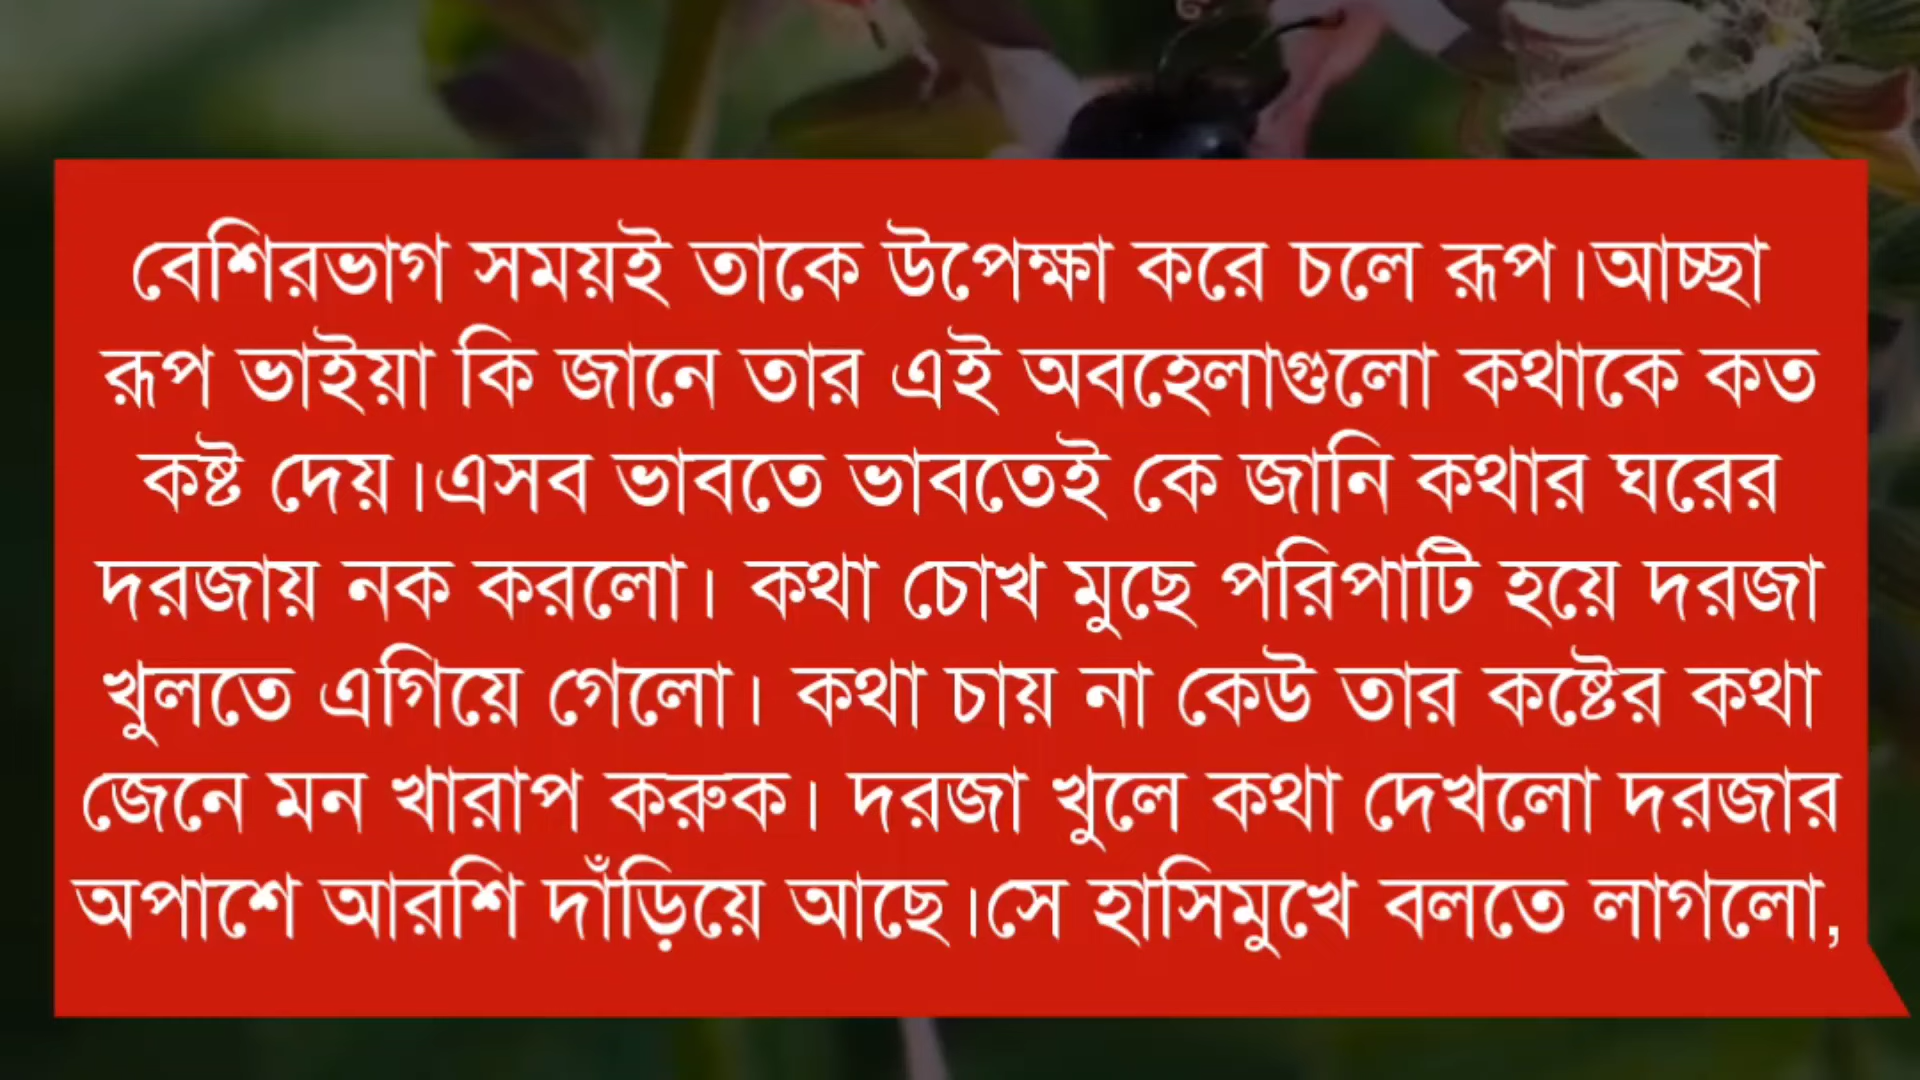 বেশিরভাগ সময়ই তাকে উপেক্ষা করে চলে রূপ।আচ্ছা
রূপ ভাইয়া কি জানে তার এই অবহেলাগুলো কথাকে কত
কষ্ট দেয়।এসব ভাবতে ভাবতেই কে জানি কথার ঘরের
দরজায় নক করলো। কথা চোখ মুছে পরিপাটি হয়ে দরজা
খুলতে এগিয়ে গেলো। কথা চায় না কেউ তার কষ্টের কথা
জেনে মন খারাপ করুক। দরজা খুলে কথা দেখলো দরজার
অপাশে আরশি দাঁড়িয়ে আছে।সে হাসিমুখে বলতে লাগলো,